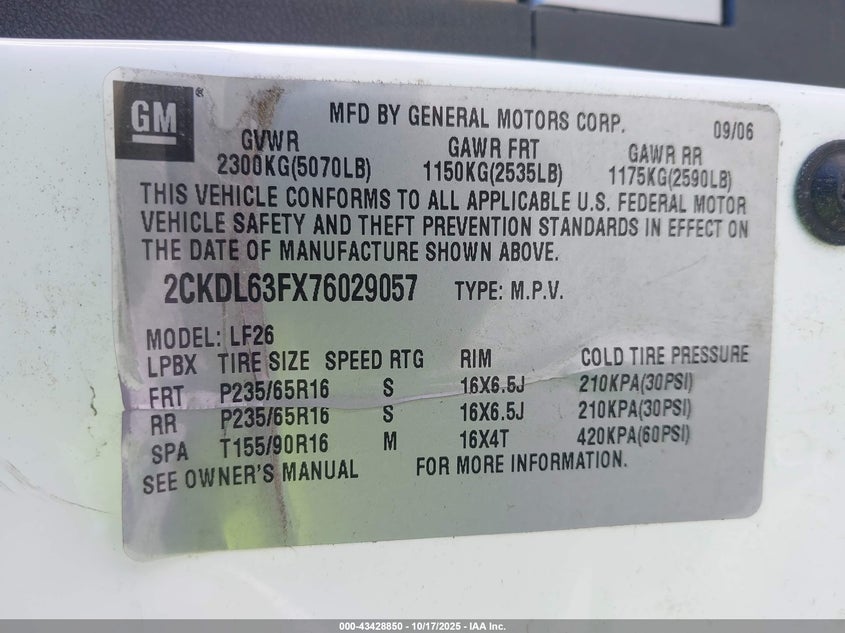 GM ®
MFD BY GENERAL MOTORS CORP. 09/06
GVWR GAWR FRT GAWR RR
2300KG(5070LB) 1150KG(2535LB) 1175KG(2590LB)
THIS VEHICLE CONFORMS TO ALL APPLICABLE U.S. FEDERAL MOTOR
VEHICLE SAFETY AND THEFT PREVENTION STANDARDS IN EFFECT ON
THE DATE OF MANUFACTURE SHOWN ABOVE.
2CKDL63FX76029057 TYPE: M.P.V.
MODEL: LF26
LPBX TIRE SIZE SPEED RTG RIM COLD TIRE PRESSURE
FRT P235/65R16 S 16X6.5J 210KPA(30PSI)
RR P235/65R16 S 16X6.5J 210KPA(30PSI)
SPA T155/90R16 M 16X4T 420KPA(60PSI)
SEE OWNER'S MANUAL FOR MORE INFORMATION.
000-43428850 - 10/17/2025 - IAA Inc.